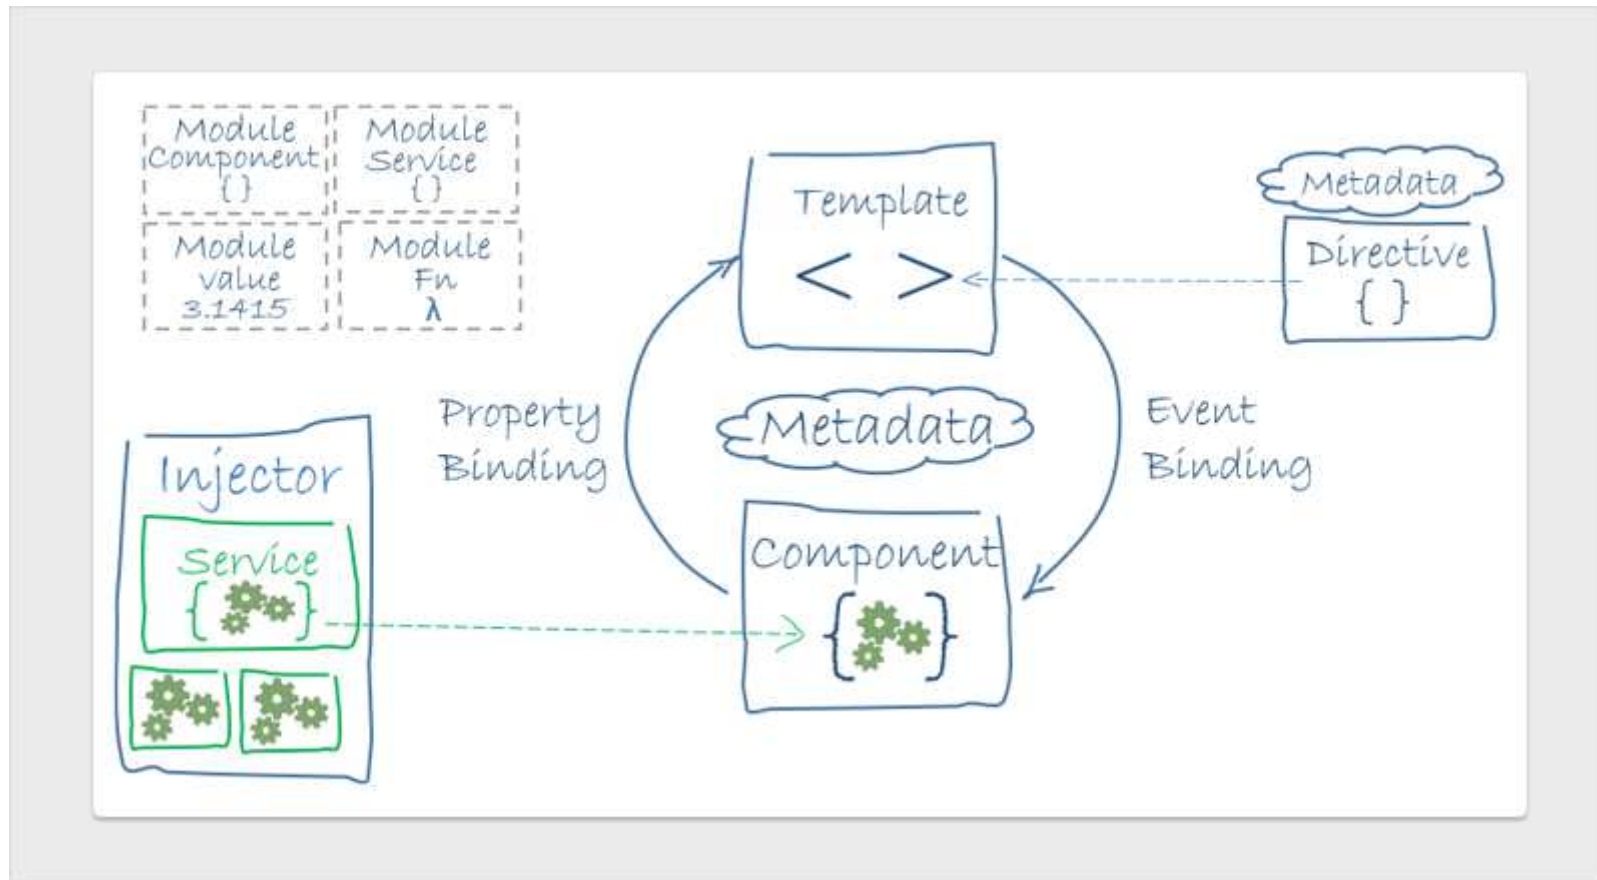 Module
Component
{ }
Module
Service
{ }
Module
value
3.1415
Module
Fn
λ
Template
< >
Metadata
Directive
{ }
Property
Binding
Metadata
Event
Binding
Injector
Service
{ }
Component
{ }